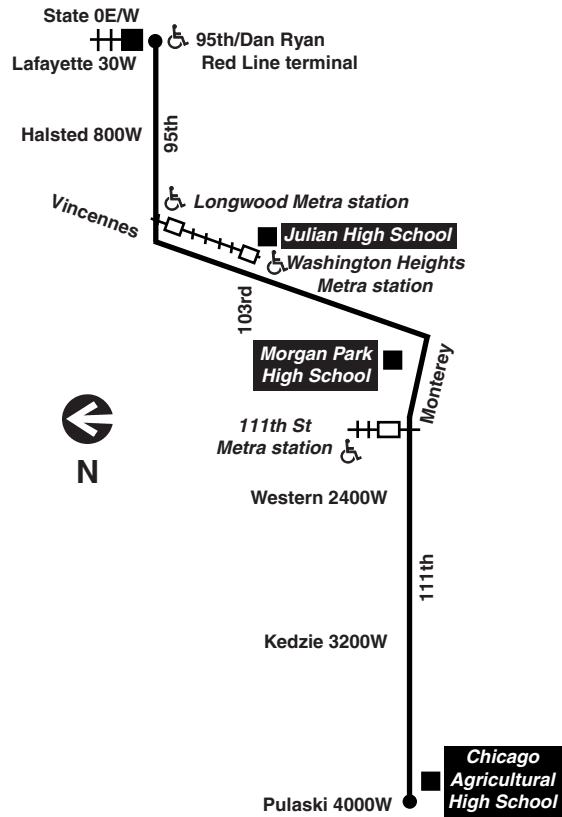 State 0E/W
95th/Dan Ryan
Red Line terminal
Lafayette 30W
Halsted 800W
95th
Vincennes
Longwood Metra station
Julian High School
Washington Heights
Metra station
103rd
Morgan Park
High School
Monterey
111th St
Metra station
N
Western 2400W
111th
Kedzie 3200W
Chicago
Agricultural
High School
Pulaski 4000W